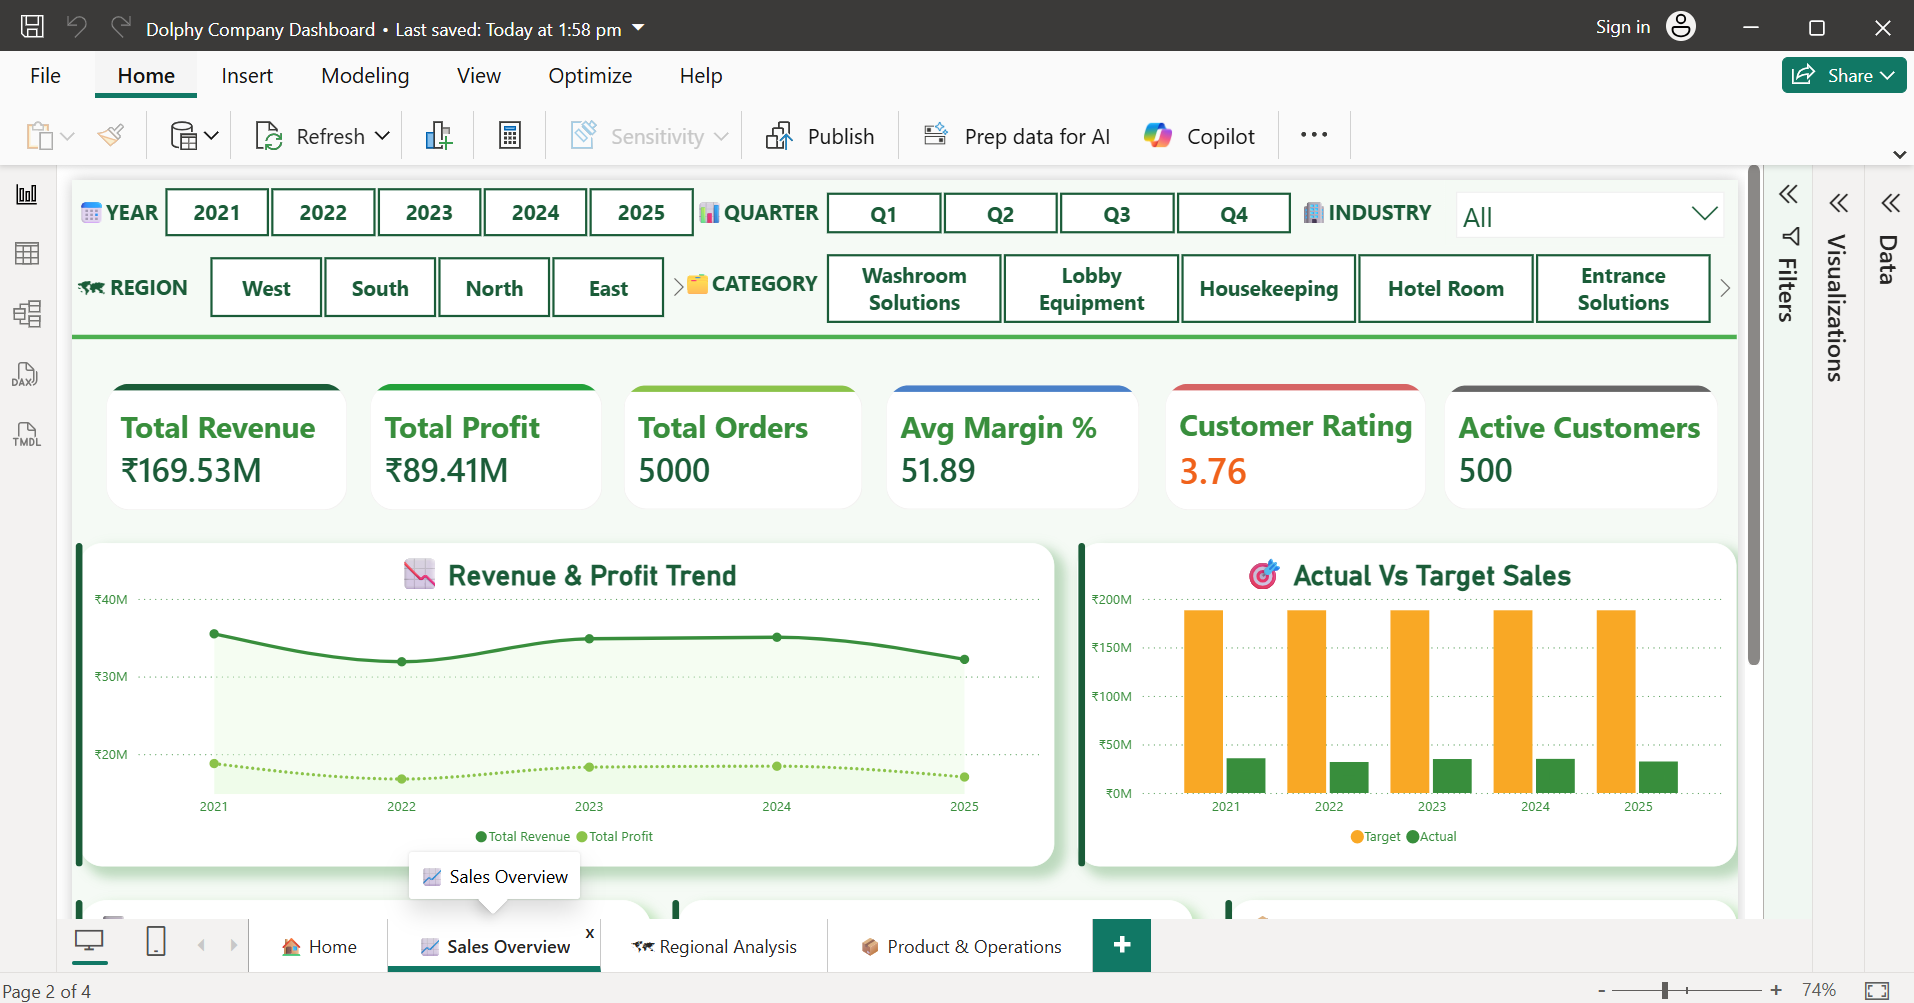 Dolphy Company Dashboard • Last saved: Today at 1:58 pm
Sign in
File Home Insert Modeling View Optimize Help
Share
Refresh
Sensitivity
Publish
Prep data for AI
Copilot
YEAR 2021 2022 2023 2024 2025
QUARTER Q1 Q2 Q3 Q4
INDUSTRY All
REGION West South North East
CATEGORY
Washroom
Solutions
Lobby
Equipment
Housekeeping
Hotel Room
Entrance
Solutions
Filters
Visualizations
Data
DAX
TMDL
Total Revenue
₹169.53M
Total Profit
₹89.41M
Total Orders
5000
Avg Margin %
51.89
Customer Rating
3.76
Active Customers
500
Revenue & Profit Trend
₹40M
₹30M
₹20M
2021 2022 2023 2024 2025
Total Revenue Total Profit
Actual Vs Target Sales
₹200M
₹150M
₹100M
₹50M
₹0M
2021 2022 2023 2024 2025
Target Actual
Sales Overview
Home
Sales Overview x
Regional Analysis
Product & Operations
+
Page 2 of 4
- + 74%